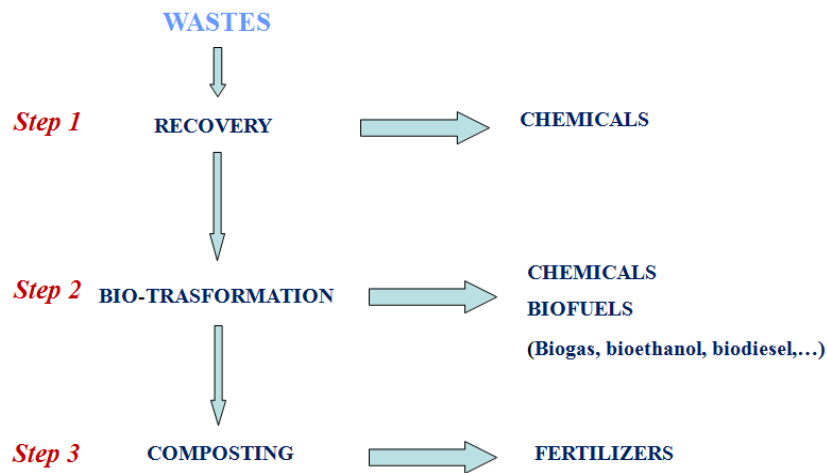 WASTES
Step 1
RECOVERY
CHEMICALS
Step 2
BIO-TRASFORMATION
CHEMICALS
BIOFUELS
(Biogas, bioethanol, biodiesel,…)
Step 3
COMPOSTING
FERTILIZERS